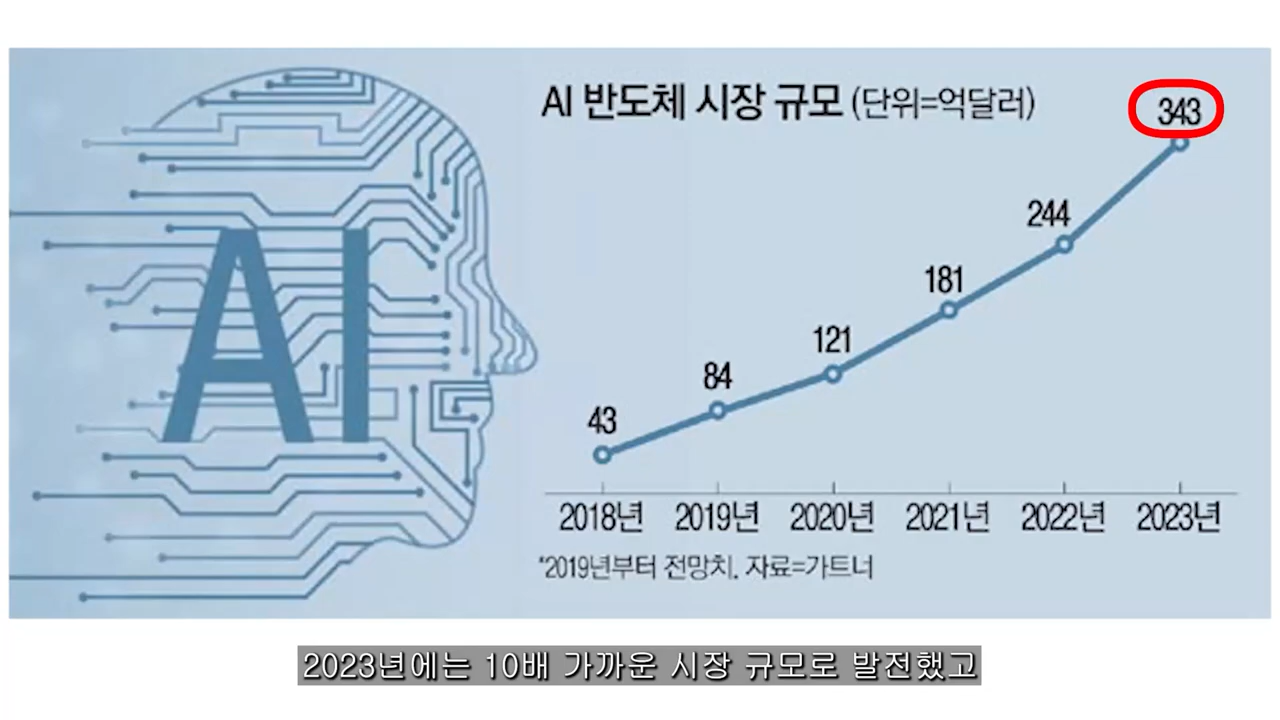 AI 반도체 시장 규모 (단위=억달러)
343
244
181
121
84
43
2018년 2019년 2020년 2021년 2022년 2023년
*2019년부터 전망치, 자료=가트너
AI
2023년에는 10배 가까운 시장 규모로 발전했고